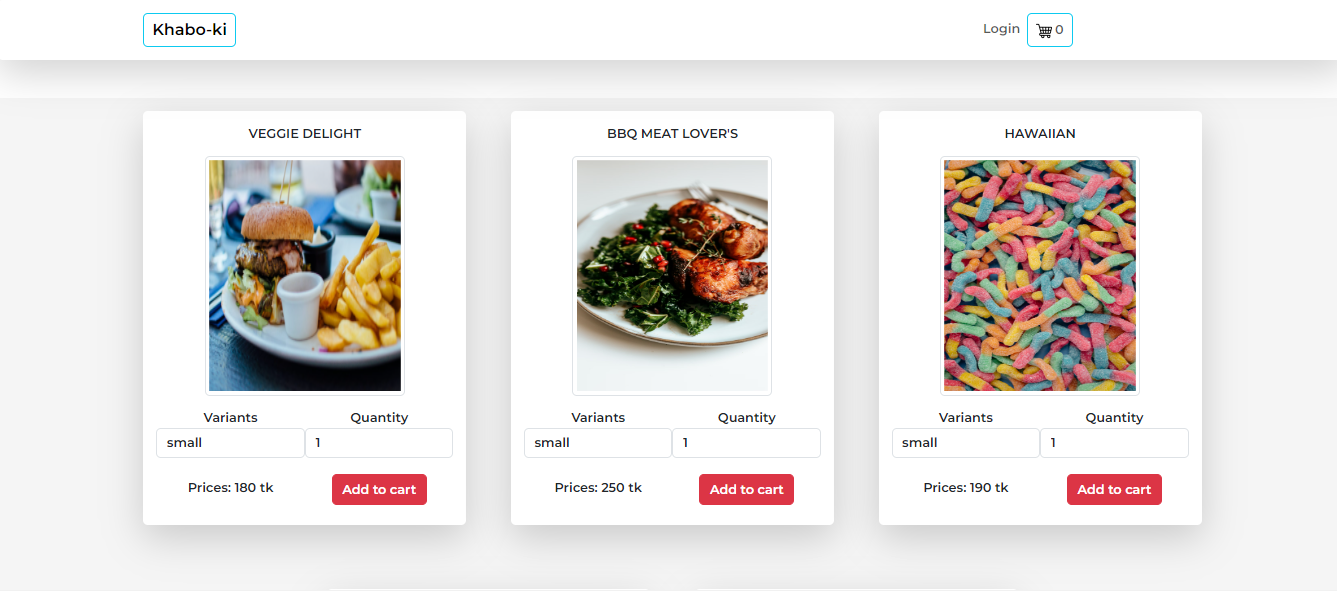 Khabo-ki
Login
0
VEGGIE DELIGHT
BBQ MEAT LOVER'S
HAWAIIAN
Variants Quantity
small 1
Prices: 180 tk Add to cart
Variants Quantity
small 1
Prices: 250 tk Add to cart
Variants Quantity
small 1
Prices: 190 tk Add to cart